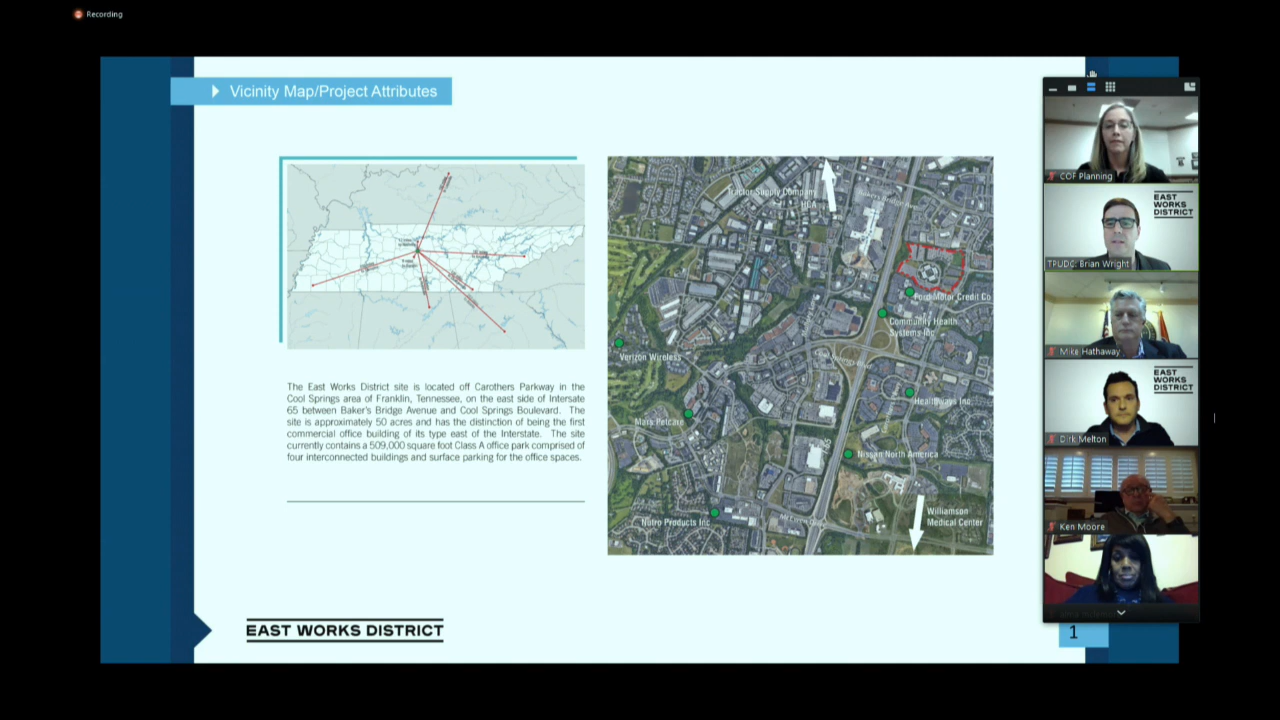 Recording
Vicinity Map/Project Attributes
Tractor Supply Company
HCA
Ford Motor Credit Co
Community Health
Systems Inc
Verizon Wireless
Cool Springs Blvd
Healthways Inc
Mars Petcare
Nissan North America
Williamson
Medical Center
Nutro Products Inc
The East Works District site is located off Carothers Parkway in the
Cool Springs area of Franklin, Tennessee, on the east side of Intersate
65 between Baker's Bridge Avenue and Cool Springs Boulevard. The
site is approximately 50 acres and has the distinction of being the first
commercial office building of its type east of the Interstate. The site
currently contains a 509,000 square foot Class A office park comprised of
four interconnected buildings and surface parking for the office spaces.
EAST WORKS DISTRICT
1
COF Planning
EAST
WORKS
DISTRICT
TPUDC: Brian Wright
Mike Hathaway
EAST
WORKS
DISTRICT
Dirk Melton
Ken Moore